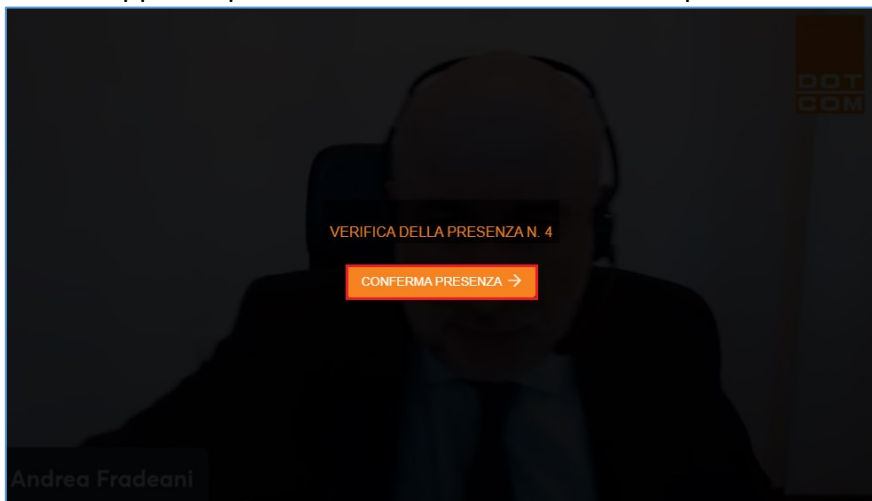 DOT
COM
VERIFICA DELLA PRESENZA N. 4
CONFERMA PRESENZA →
Andrea Fradeani